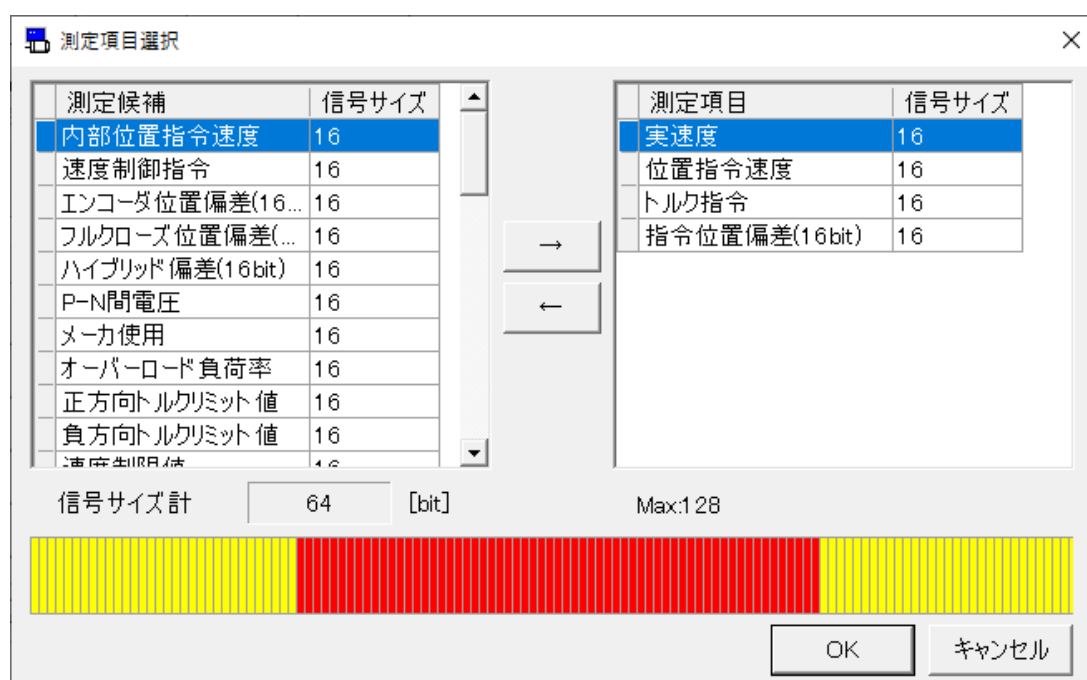 測定項目選択
測定候補 信号サイズ
内部位置指令速度 16
速度制御指令 16
エンコーダ位置偏差(16... 16
フルクローズ位置偏差(... 16
ハイブリッド偏差(16bit) 16
P-N間電圧 16
メーカ使用 16
オーバーロード負荷率 16
正方向トルクリミット値 16
負方向トルクリミット値 16
速度制限値 16
→
←
測定項目 信号サイズ
実速度 16
位置指令速度 16
トルク指令 16
指令位置偏差(16bit) 16
信号サイズ計 64 [bit] Max:128
OK キャンセル